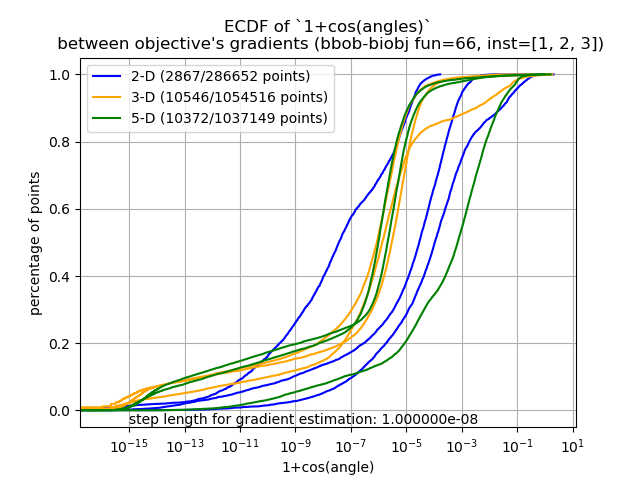 ECDF of `1+cos(angles)`
between objective's gradients (bbob-biobj fun=66, inst=[1, 2, 3])
2-D (2867/286652 points)
3-D (10546/1054516 points)
5-D (10372/1037149 points)
percentage of points
1.0
0.8
0.6
0.4
0.2
0.0
step length for gradient estimation: 1.000000e-08
10⁻¹⁵ 10⁻¹³ 10⁻¹¹ 10⁻⁹ 10⁻⁷ 10⁻⁵ 10⁻³ 10⁻¹ 10¹
1+cos(angle)